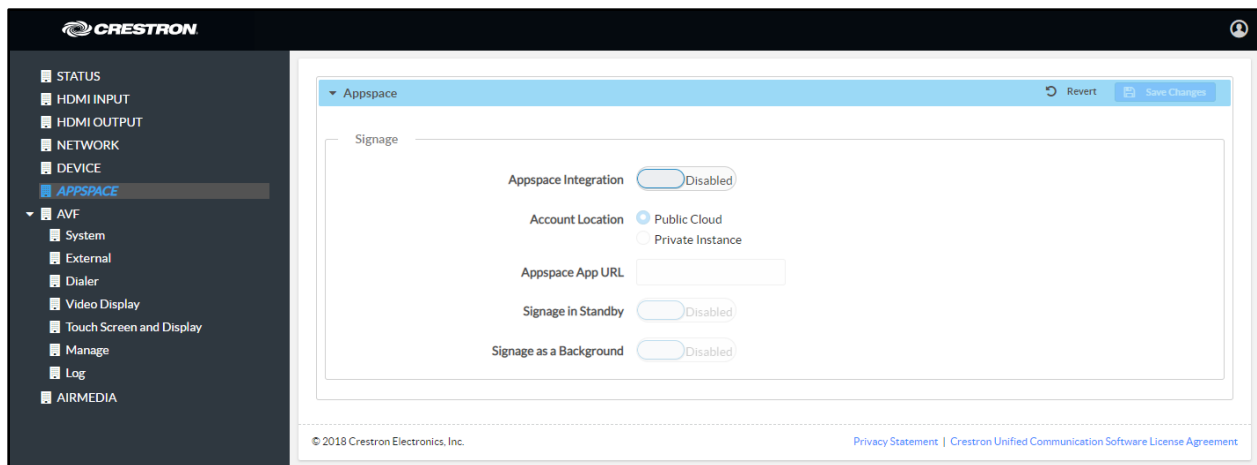 CRESTRON
STATUS
HDMI INPUT
HDMI OUTPUT
NETWORK
DEVICE
APPSPACE
AVF
System
External
Dialer
Video Display
Touch Screen and Display
Manage
Log
AIRMEDIA
Appspace
Revert
Save Changes
Signage
Appspace Integration Disabled
Account Location Public Cloud
Private Instance
Appspace App URL
Signage in Standby Disabled
Signage as a Background Disabled
© 2018 Crestron Electronics, Inc.
Privacy Statement | Crestron Unified Communication Software License Agreement